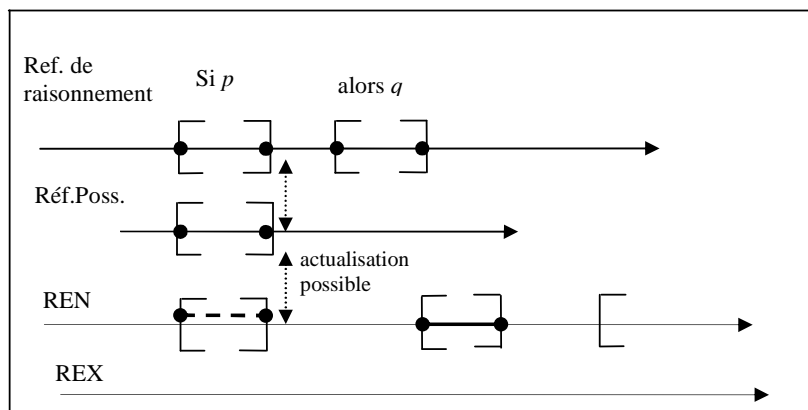 Ref. de
raisonnement
Si p
alors q
Réf.Poss.
actualisation
possible
REN
REX